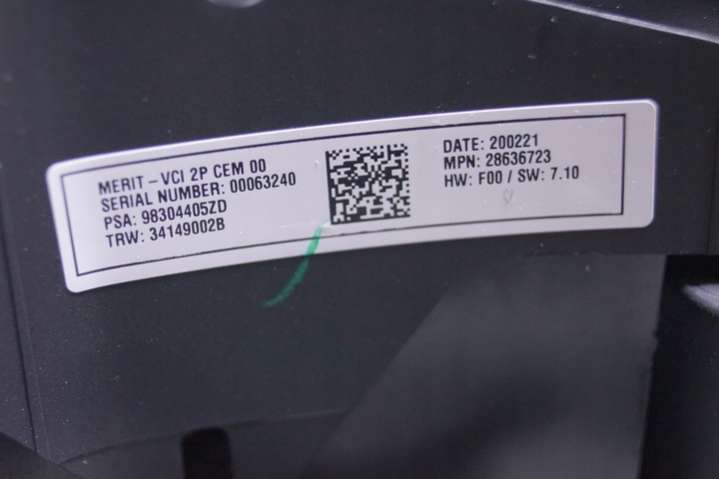 MERIT – VCI 2P CEM 00
SERIAL NUMBER: 00063240
PSA: 98304405ZD
TRW: 34149002B
DATE: 200221
MPN: 28636723
HW: F00 / SW: 7.10